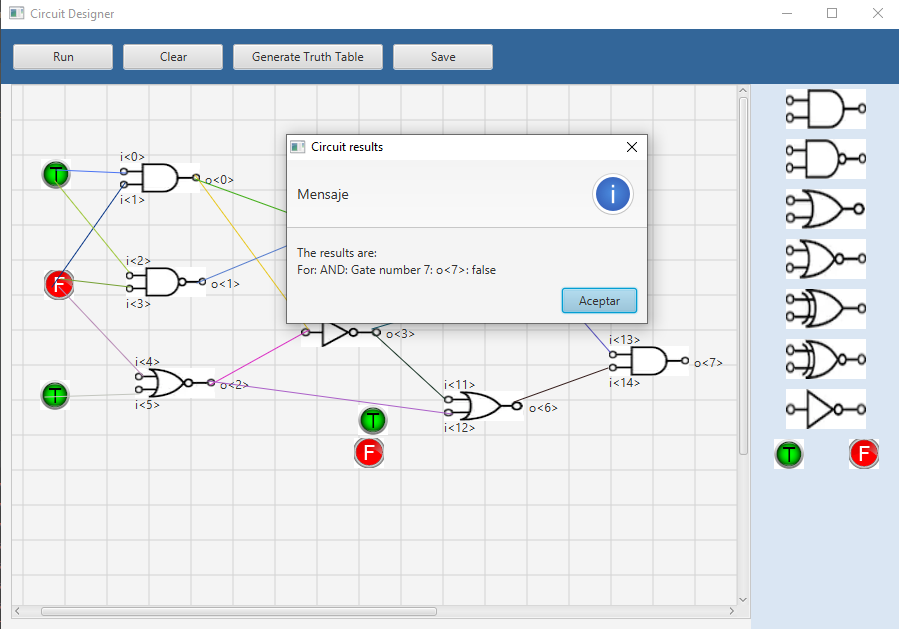 Circuit Designer
Run
Clear
Generate Truth Table
Save
Circuit results
Mensaje
i
The results are:
For: AND: Gate number 7: o<7>: false
Aceptar
i<0>
T
o<0>
i<1>
i<2>
F
o<1>
i<3>
o<3>
i<13>
o<7>
i<4>
i<14>
o<2>
i<11>
T
i<5>
o<6>
T
i<12>
F
T
F